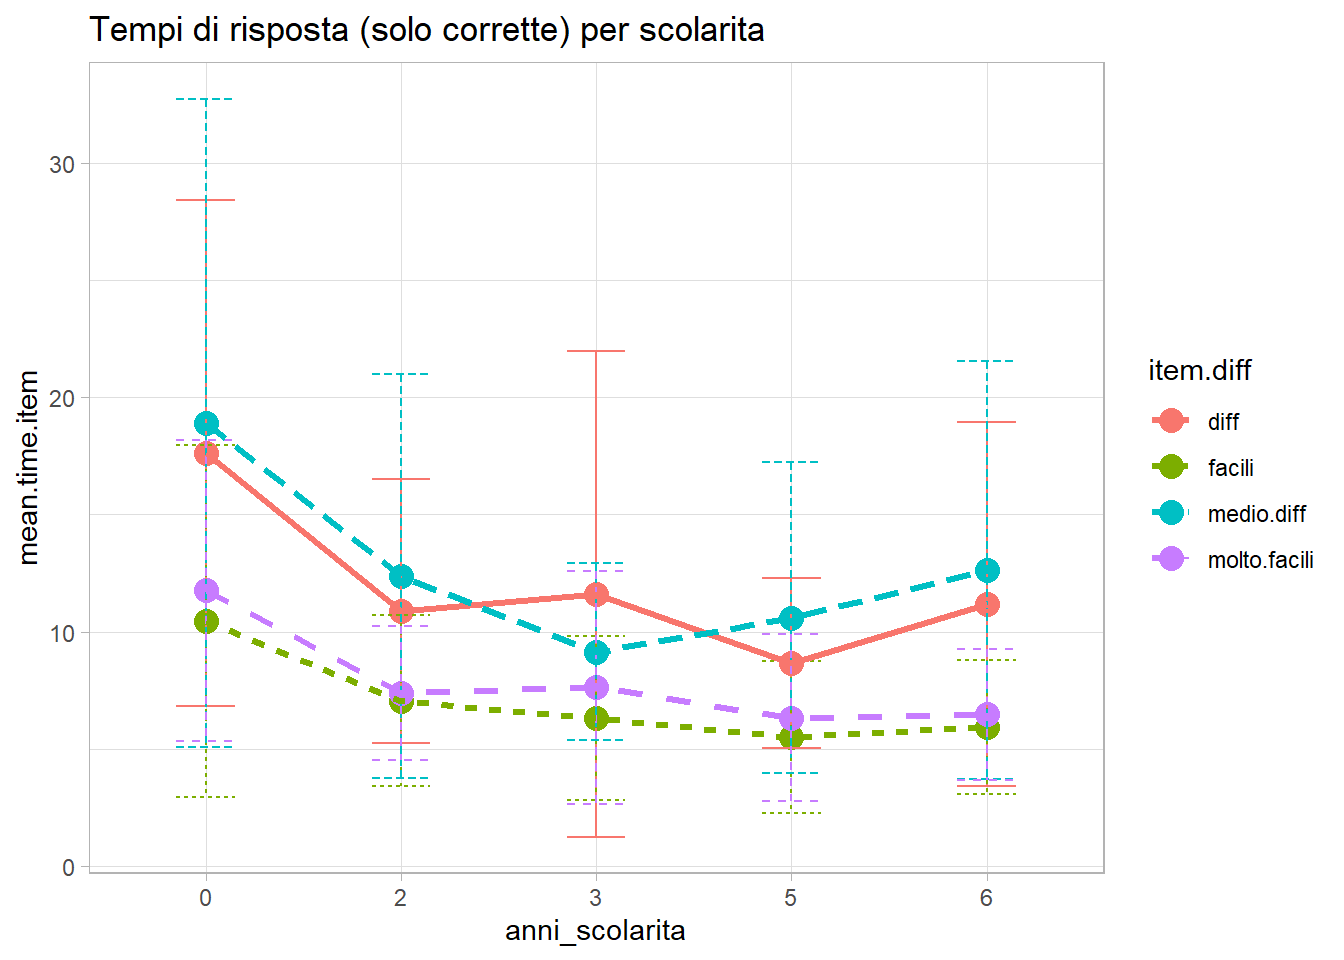 Tempi di risposta (solo corrette) per scolarita
mean.time.item
30
20
10
0
0
2
3
5
6
anni_scolarita
item.diff
diff
facili
medio.diff
molto.facili